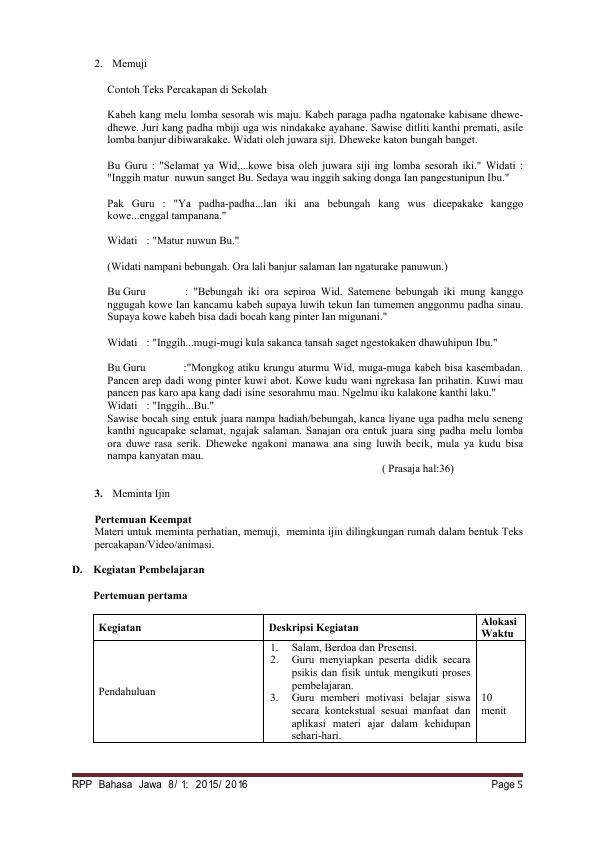 2. Memuji
Contoh Teks Percakapan di Sekolah
Kabeh kang melu lomba sesorah wis maju. Kabeh paraga padha ngatonake kabisane dhewe-
dhewe. Juri kang padha mbiji uga wis nindakake ayahane. Sawise ditliti kanthi premati, asile
lomba banjur dibiwarakake. Widati oleh juwara siji. Dheweke katon bungah banget.
Bu Guru : "Selamat ya Wid,...kowe bisa oleh juwara siji ing lomba sesorah iki." Widati :
"Inggih matur nuwun sanget Bu. Sedaya wau inggih saking donga Ian pangestunipun Ibu."
Pak Guru : "Ya padha-padha...lan iki ana bebungah kang wus dicepakake kanggo
kowe...enggal tampanana."
Widati : "Matur nuwun Bu."
(Widati nampani bebungah. Ora lali banjur salaman Ian ngaturake panuwun.)
Bu Guru : "Bebungah iki ora sepiroa Wid. Satemene bebungah iki mung kanggo
nggugah kowe Ian kancamu kabeh supaya luwih tekun Ian tumemen anggonmu padha sinau.
Supaya kowe kabeh bisa dadi bocah kang pinter Ian migunani."
Widati : "Inggih...mugi-mugi kula sakanca tansah saget ngestokaken dhawuhipun Ibu."
Bu Guru :"Mongkog atiku krungu aturmu Wid, muga-muga kabeh bisa kasembadan.
Pancen arep dadi wong pinter kuwi abot. Kowe kudu wani ngrekasa Ian prihatin. Kuwi mau
pancen pas karo apa kang dadi isine sesorahmu mau. Ngelmu iku kalakone kanthi laku."
Widati : "Inggih...Bu."
Sawise bocah sing entuk juara nampa hadiah/bebungah, kanca liyane uga padha melu seneng
kanthi ngucapake selamat, ngajak salaman. Sanajan ora entuk juara sing padha melu lomba
ora duwe rasa serik. Dheweke ngakoni manawa ana sing luwih becik, mula ya kudu bisa
nampa kanyatan mau.
( Prasaja hal:36)
3. Meminta Ijin
Pertemuan Keempat
Materi untuk meminta perhatian, memuji, meminta ijin dilingkungan rumah dalam bentuk Teks
percakapan/Video/animasi.
D. Kegiatan Pembelajaran
Pertemuan pertama
Kegiatan Deskripsi Kegiatan Alokasi
Waktu
Pendahuluan
1. Salam, Berdoa dan Presensi.
2. Guru menyiapkan peserta didik secara
psikis dan fisik untuk mengikuti proses
pembelajaran.
3. Guru memberi motivasi belajar siswa
secara kontekstual sesuai manfaat dan
aplikasi materi ajar dalam kehidupan
sehari-hari.
10
menit
RPP Bahasa Jawa 8/ 1: 2015/ 2016 Page 5